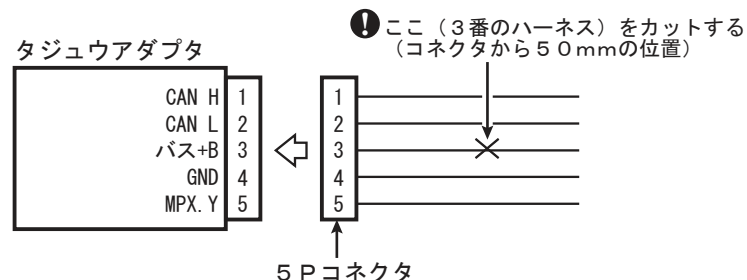 ❗ここ（３番のハーネス）をカットする
（コネクタから５０ｍｍの位置）
タジュウアダプタ
CAN H 1
CAN L 2
バス+B 3
GND 4
MPX.Y 5
1
2
3
4
5
５Ｐコネクタ